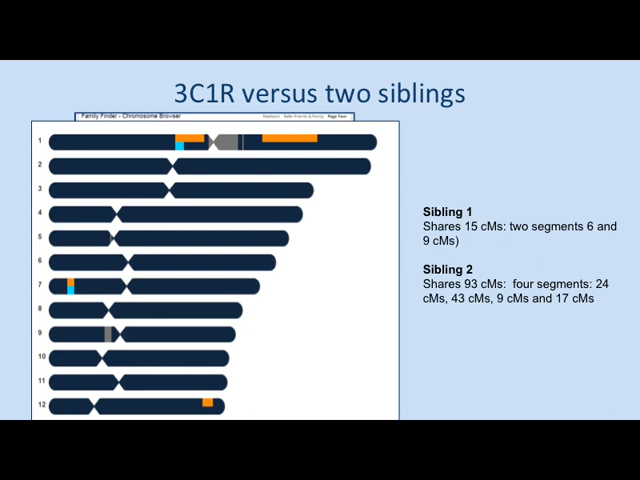 3C1R versus two siblings
Family Finder - Chromosome Browser
Feedback Refer Friends & Family Page Tour
1
2
3
4
5
6
7
8
9
10
11
12
Sibling 1
Shares 15 cMs: two segments 6 and
9 cMs)
Sibling 2
Shares 93 cMs: four segments: 24
cMs, 43 cMs, 9 cMs and 17 cMs